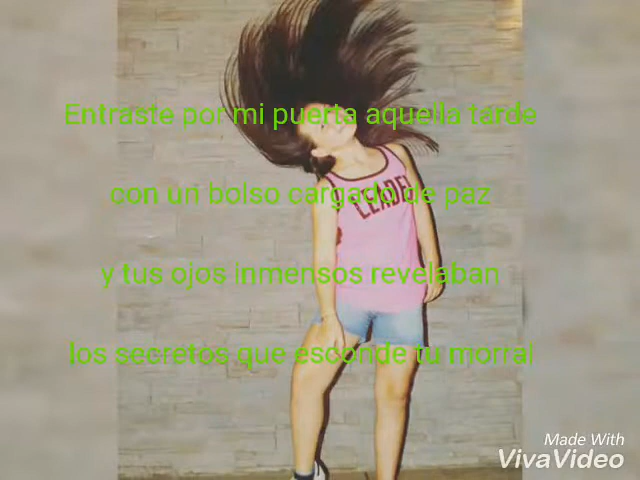 Entraste por mi puerta aquella tarde
con un bolso cargado de paz
LEADE
y tus ojos inmensos revelaban
los secretos que esconde tu morral
Made With
VivaVideo